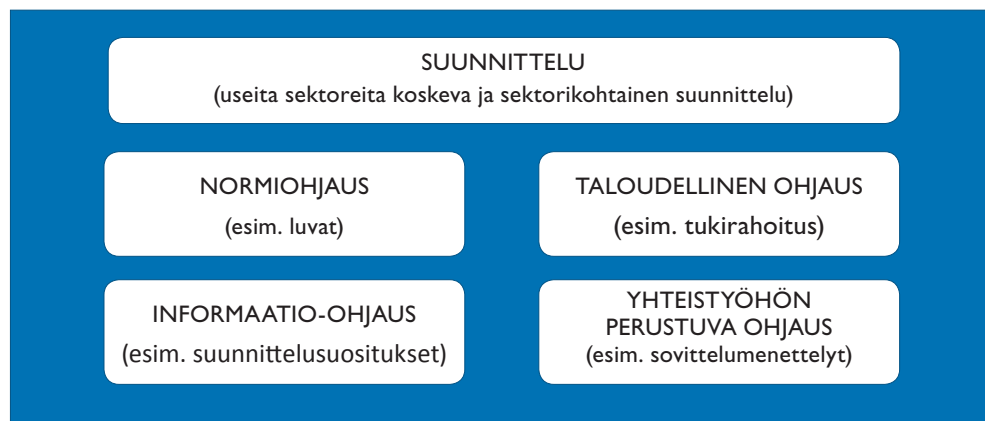 SUUNNITTELU
(useita sektoreita koskeva ja sektorikohtainen suunnittelu)
NORMIOHJAUS
(esim. luvat)
TALOUDELLINEN OHJAUS
(esim. tukirahoitus)
INFORMAATIO-OHJAUS
(esim. suunnittelusuositukset)
YHTEISTYÖHÖN
PERUSTUVA OHJAUS
(esim. sovittelumenettelyt)